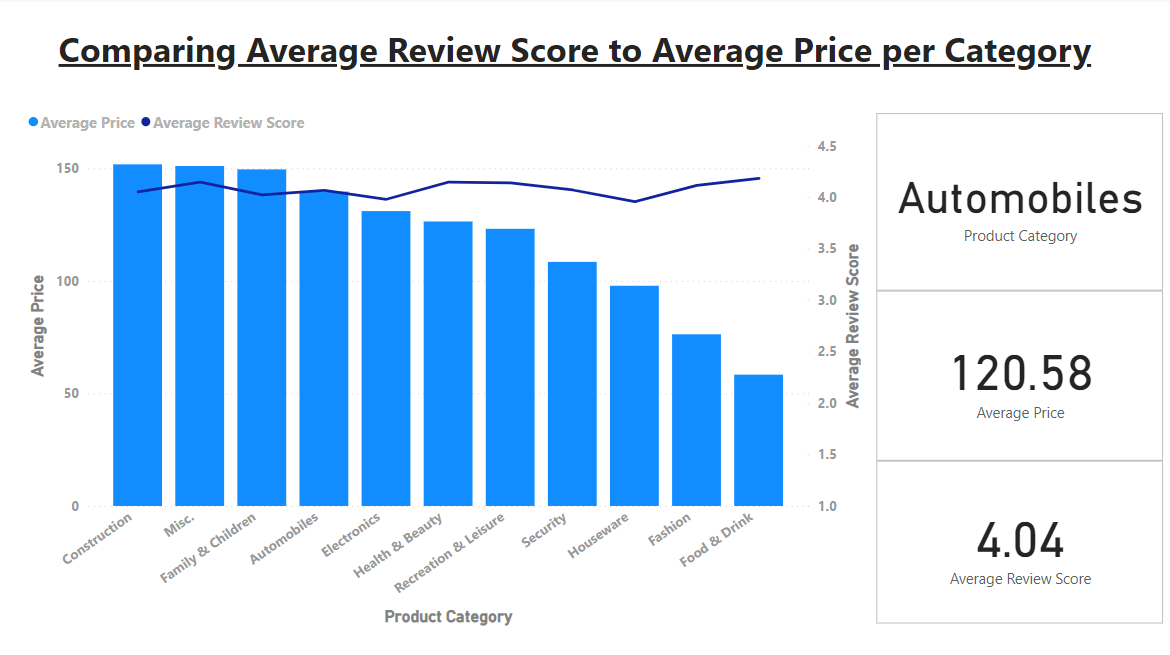 Comparing Average Review Score to Average Price per Category
Average Price Average Review Score
150
100
50
0
Average Price
4.5
4.0
3.5
3.0
2.5
2.0
1.5
1.0
Average Review Score
Construction
Misc.
Family & Children
Automobiles
Electronics
Health & Beauty
Recreation & Leisure
Security
Houseware
Fashion
Food & Drink
Product Category
Automobiles
Product Category
120.58
Average Price
4.04
Average Review Score